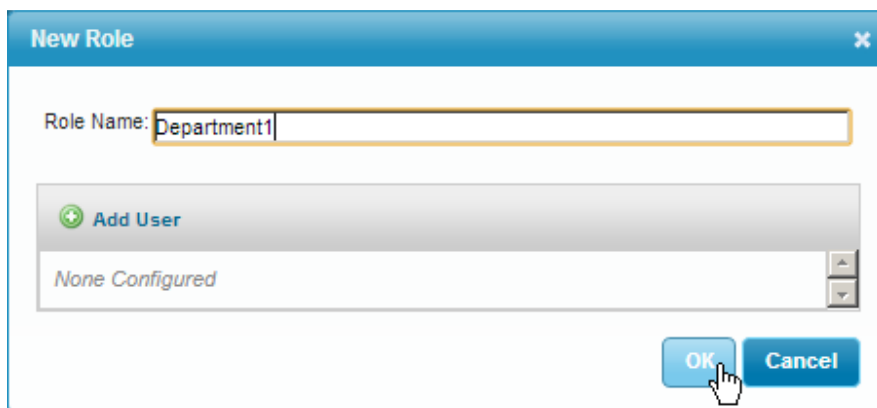 New Role
Role Name: Department1
Add User
None Configured
OK Cancel